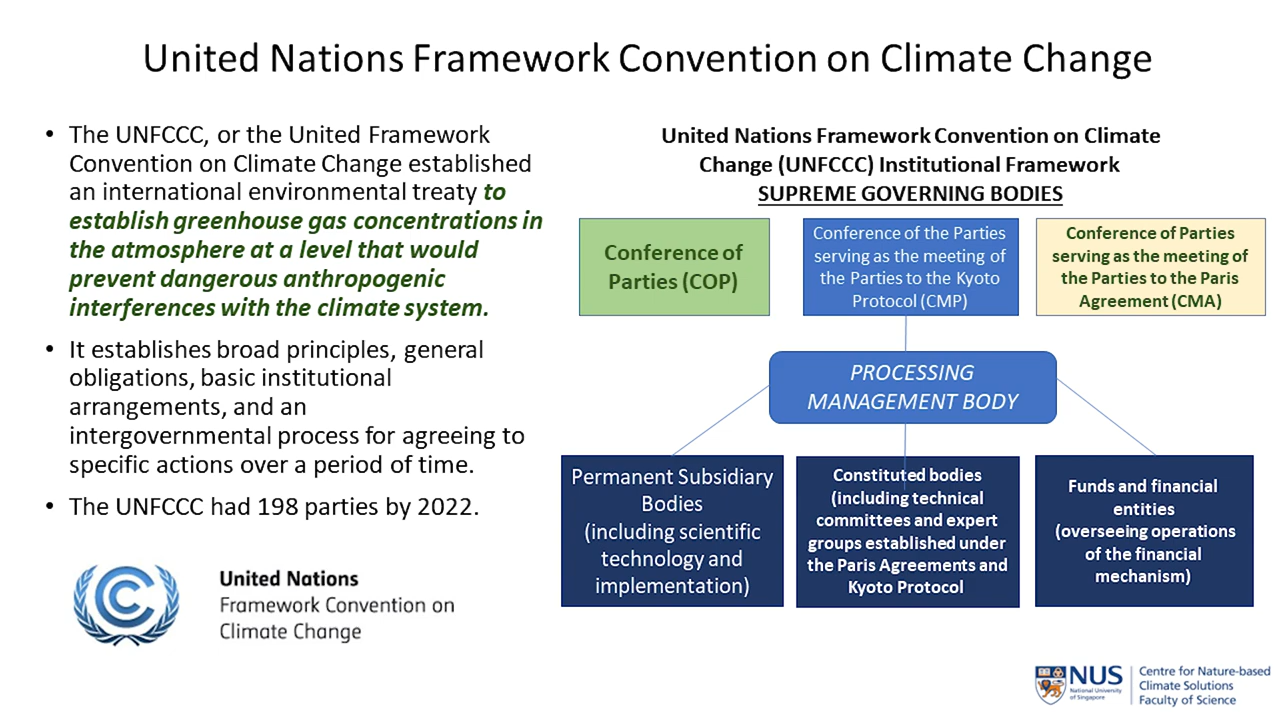 United Nations Framework Convention on Climate Change
• The UNFCCC, or the United Framework
Convention on Climate Change established
an international environmental treaty to
establish greenhouse gas concentrations in
the atmosphere at a level that would
prevent dangerous anthropogenic
interferences with the climate system.
• It establishes broad principles, general
obligations, basic institutional
arrangements, and an
intergovernmental process for agreeing to
specific actions over a period of time.
• The UNFCCC had 198 parties by 2022.
United Nations
Framework Convention on
Climate Change
United Nations Framework Convention on Climate
Change (UNFCCC) Institutional Framework
SUPREME GOVERNING BODIES
Conference of
Parties (COP)
Conference of the Parties
serving as the meeting of
the Parties to the Kyoto
Protocol (CMP)
Conference of Parties
serving as the meeting of
the Parties to the Paris
Agreement (CMA)
PROCESSING
MANAGEMENT BODY
Permanent Subsidiary
Bodies
(including scientific
technology and
implementation)
Constituted bodies
(including technical
committees and expert
groups established under
the Paris Agreements and
Kyoto Protocol
Funds and financial
entities
(overseeing operations
of the financial
mechanism)
NUS
National University
of Singapore
Centre for Nature-based
Climate Solutions
Faculty of Science